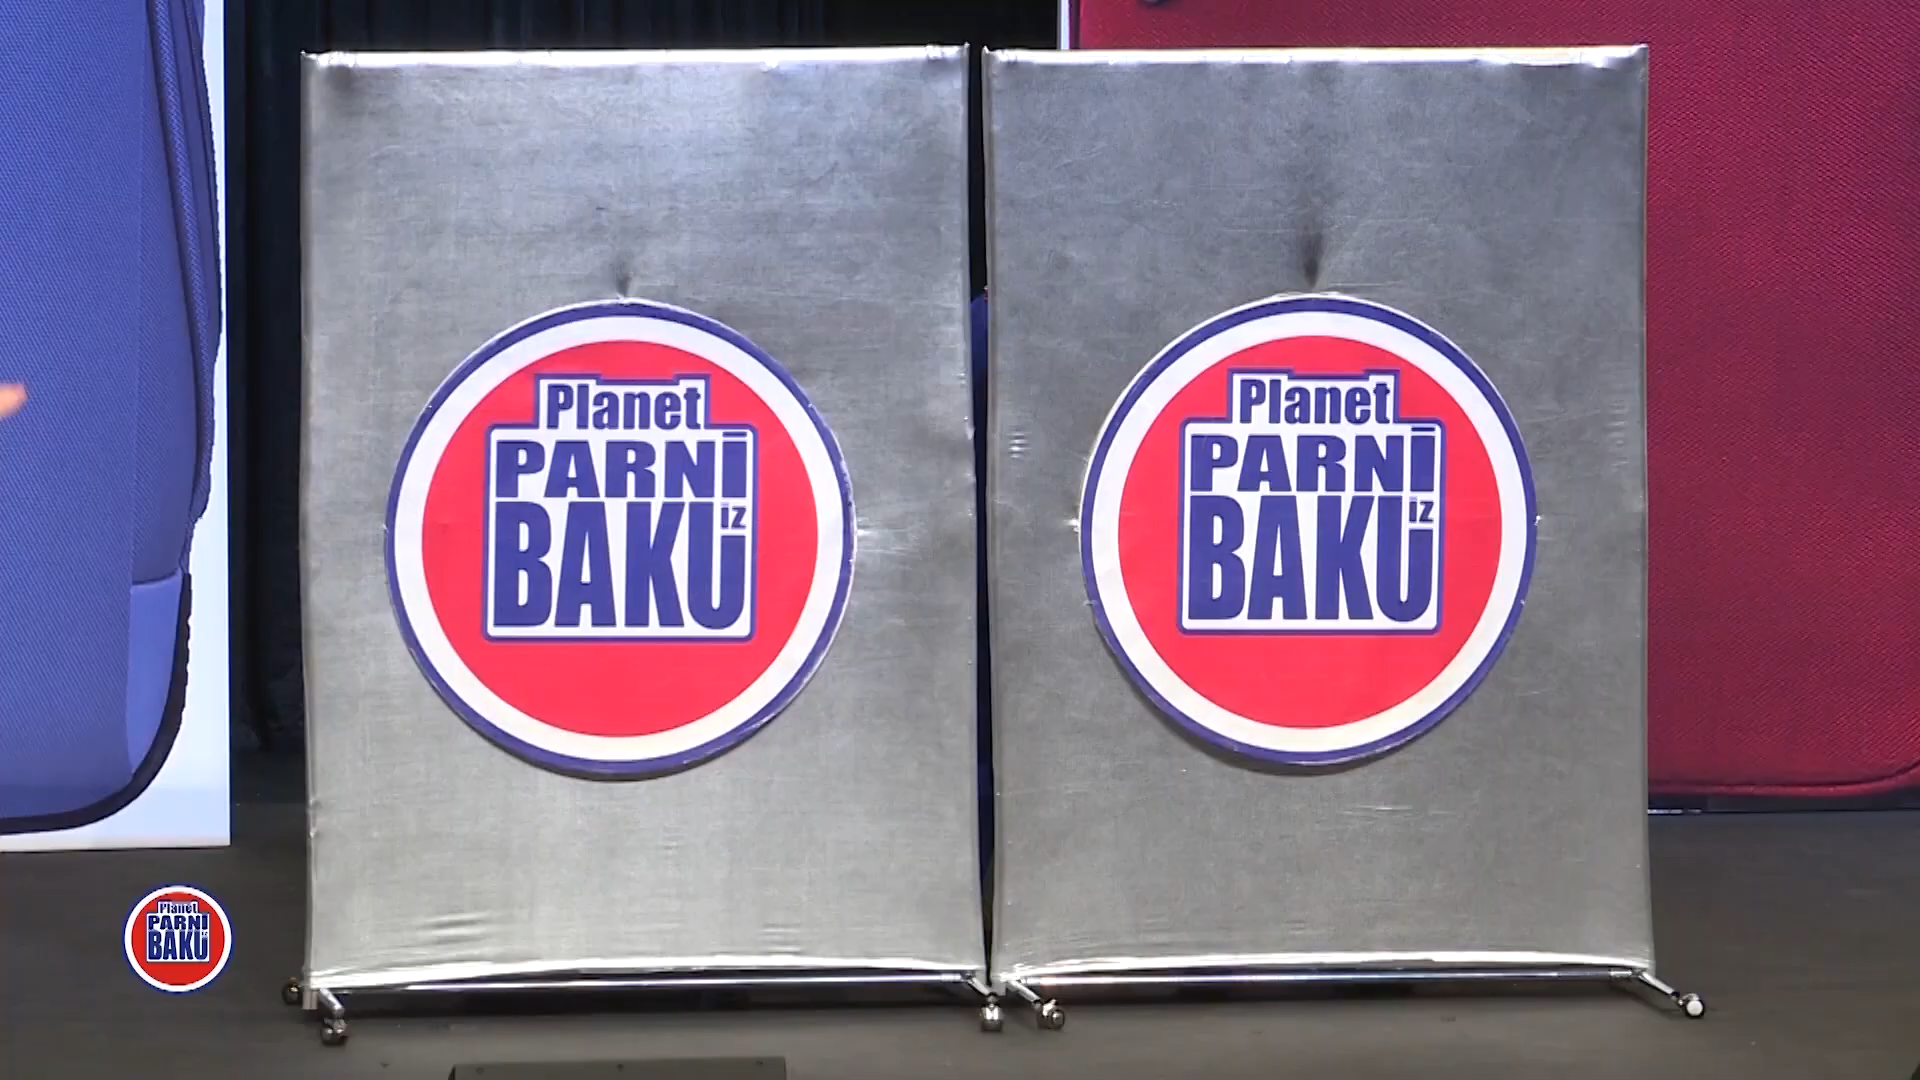 Planet
PARNİ
iz
BAKU
Planet
PARNİ
iz
BAKU
Planet
PARNI
BAKU